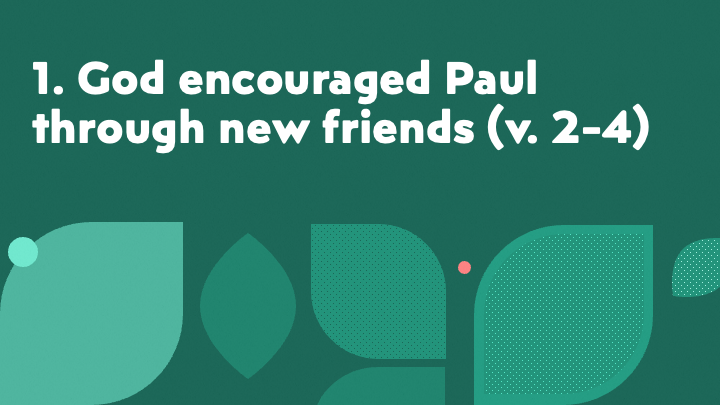 1. God encouraged Paul
through new friends (v. 2-4)